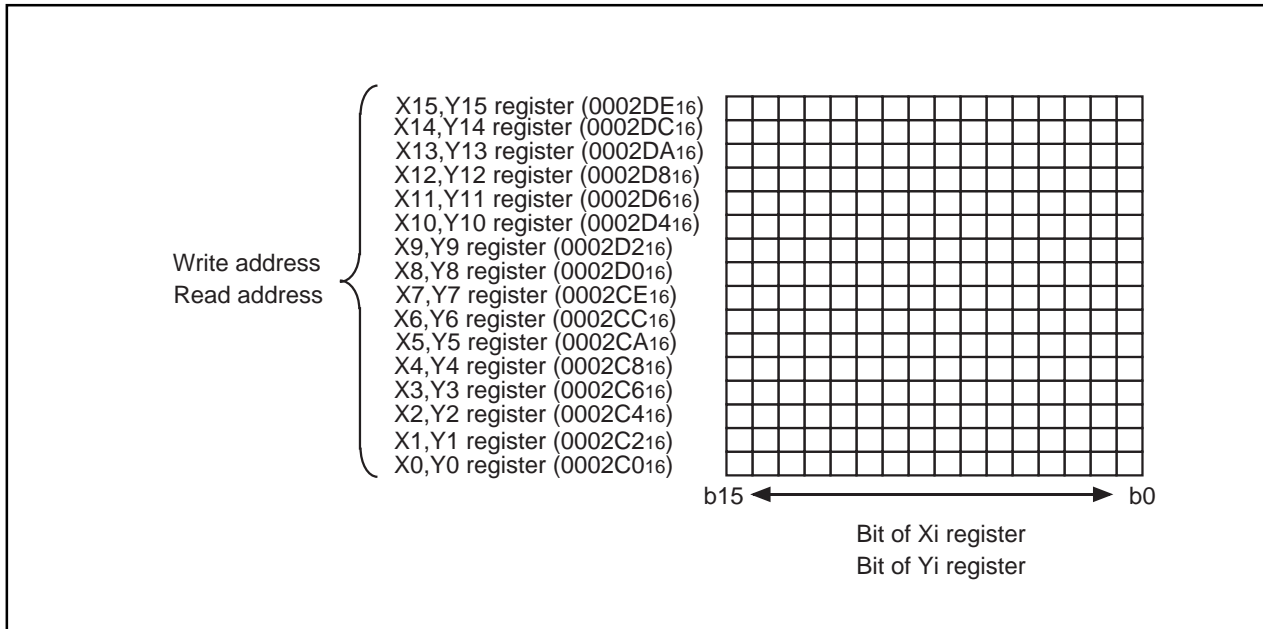 X15,Y15 register (0002DE16)
X14,Y14 register (0002DC16)
X13,Y13 register (0002DA16)
X12,Y12 register (0002D816)
X11,Y11 register (0002D616)
X10,Y10 register (0002D416)
X9,Y9 register (0002D216)
X8,Y8 register (0002D016)
X7,Y7 register (0002CE16)
X6,Y6 register (0002CC16)
X5,Y5 register (0002CA16)
X4,Y4 register (0002C816)
X3,Y3 register (0002C616)
X2,Y2 register (0002C416)
X1,Y1 register (0002C216)
X0,Y0 register (0002C016)
Write address
Read address
b15 b0
Bit of Xi register
Bit of Yi register